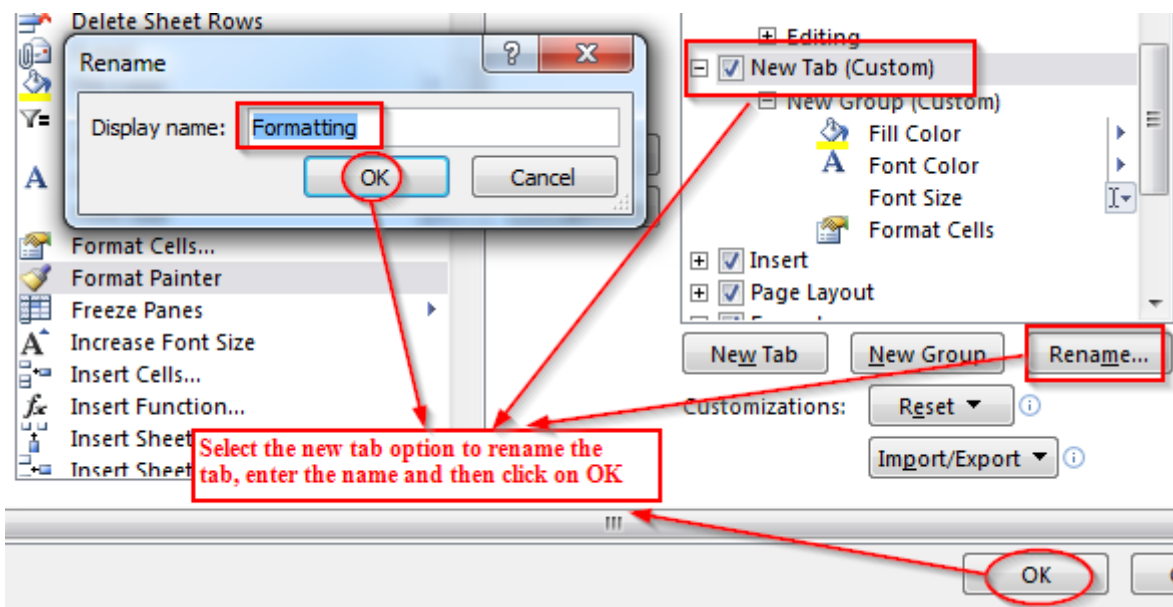 Delete Sheet Rows
Rename
?
X
Display name: Formatting
OK
Cancel
A
Format Cells...
Format Painter
Freeze Panes
A Increase Font Size
Insert Cells...
fx Insert Function...
Insert Sheet
Insert Sheet
Editing
New Tab (Custom)
New Group (Custom)
Fill Color
A Font Color
Font Size
Format Cells
Insert
Page Layout
New Tab
New Group
Rename...
Customizations:
Reset
Import/Export
Select the new tab option to rename the
tab, enter the name and then click on OK
OK